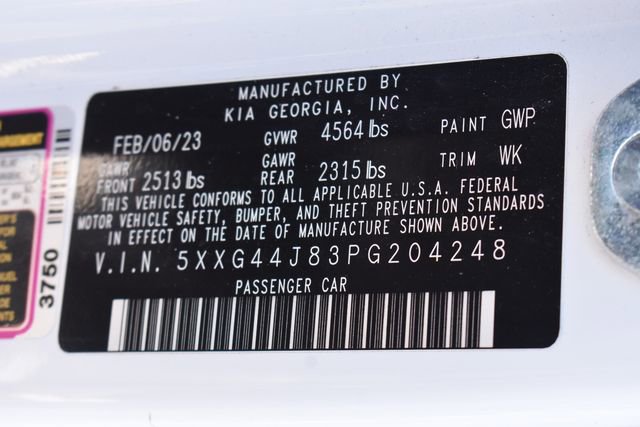 MANUFACTURED BY
KIA GEORGIA, INC.
FEB/06/23 GVWR 4564 lbs PAINT GWP
GAWR FRONT 2513 lbs GAWR REAR 2315 lbs TRIM WK
THIS VEHICLE CONFORMS TO ALL APPLICABLE U.S.A. FEDERAL
MOTOR VEHICLE SAFETY, BUMPER, AND THEFT PREVENTION STANDARDS
IN EFFECT ON THE DATE OF MANUFACTURE SHOWN ABOVE.
V.I.N. 5XXG44J83PG204248
PASSENGER CAR
3750